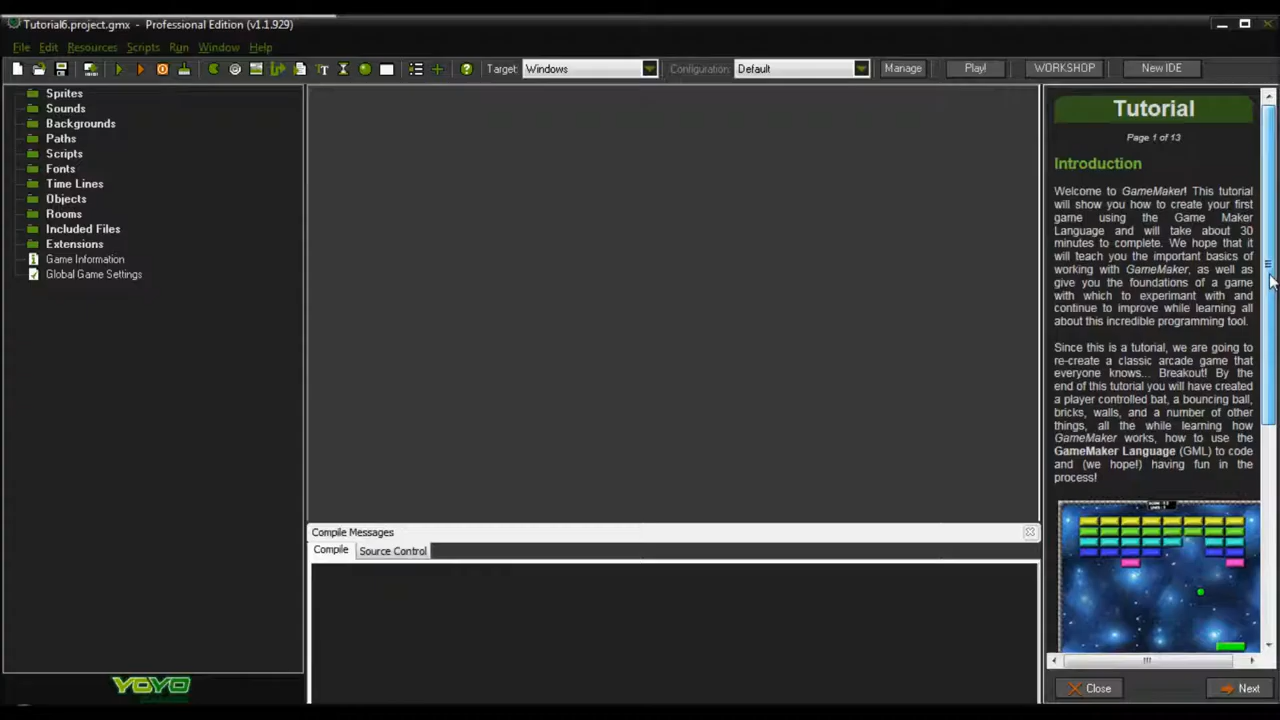 Tutorial6.project.gmx - Professional Edition (v1.1.929)
File Edit Resources Scripts Run Window Help
Target: Windows Configuration: Default Manage Play! WORKSHOP New IDE
Sprites
Sounds
Backgrounds
Paths
Scripts
Fonts
Time Lines
Objects
Rooms
Included Files
Extensions
Game Information
Global Game Settings
Compile Messages
Compile Source Control
YOYO
Tutorial
Page 1 of 13
Introduction
Welcome to GameMaker! This tutorial
will show you how to create your first
game using the Game Maker
Language and will take about 30
minutes to complete. We hope that it
will teach you the important basics of
working with GameMaker, as well as
give you the foundations of a game
with which to experimant with and
continue to improve while learning all
about this incredible programming tool.
Since this is a tutorial, we are going to
re-create a classic arcade game that
everyone knows... Breakout! By the
end of this tutorial you will have created
a player controlled bat, a bouncing ball,
bricks, walls, and a number of other
things, all the while learning how
GameMaker works, how to use the
GameMaker Language (GML) to code
and (we hope!) having fun in the
process!
Close Next